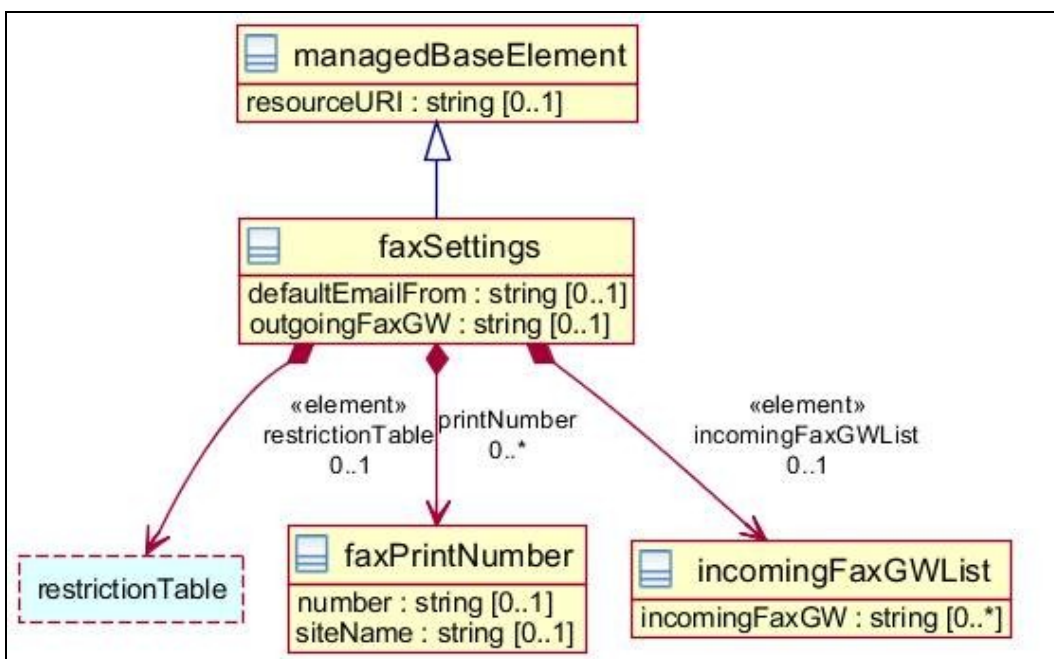 managedBaseElement
resourceURI : string [0..1]
faxSettings
defaultEmailFrom : string [0..1]
outgoingFaxGW : string [0..1]
«element»
restrictionTable
0..1
printNumber
0..*
«element»
incomingFaxGWList
0..1
restrictionTable
faxPrintNumber
number : string [0..1]
siteName : string [0..1]
incomingFaxGWList
incomingFaxGW : string [0..*]